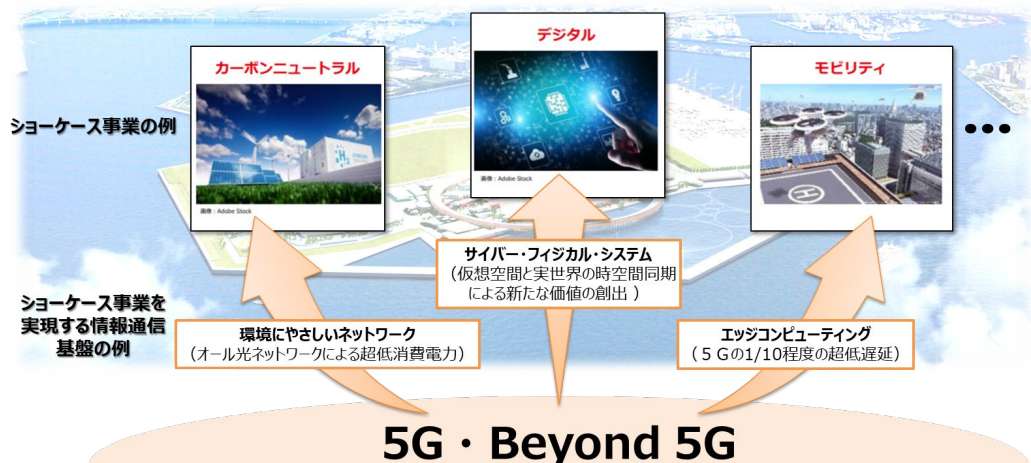 デジタル
カーボンニュートラル
モビリティ
ショーケース事業の例
•••
画像：Adobe Stock
画像：Adobe Stock
サイバー・フィジカル・システム
（仮想空間と実世界の時空間同期
による新たな価値の創出 ）
ショーケース事業を
実現する情報通信
基盤の例
環境にやさしいネットワーク
（オール光ネットワークによる超低消費電力）
エッジコンピューティング
（５Ｇの1/10程度の超低遅延）
5G・Beyond 5G